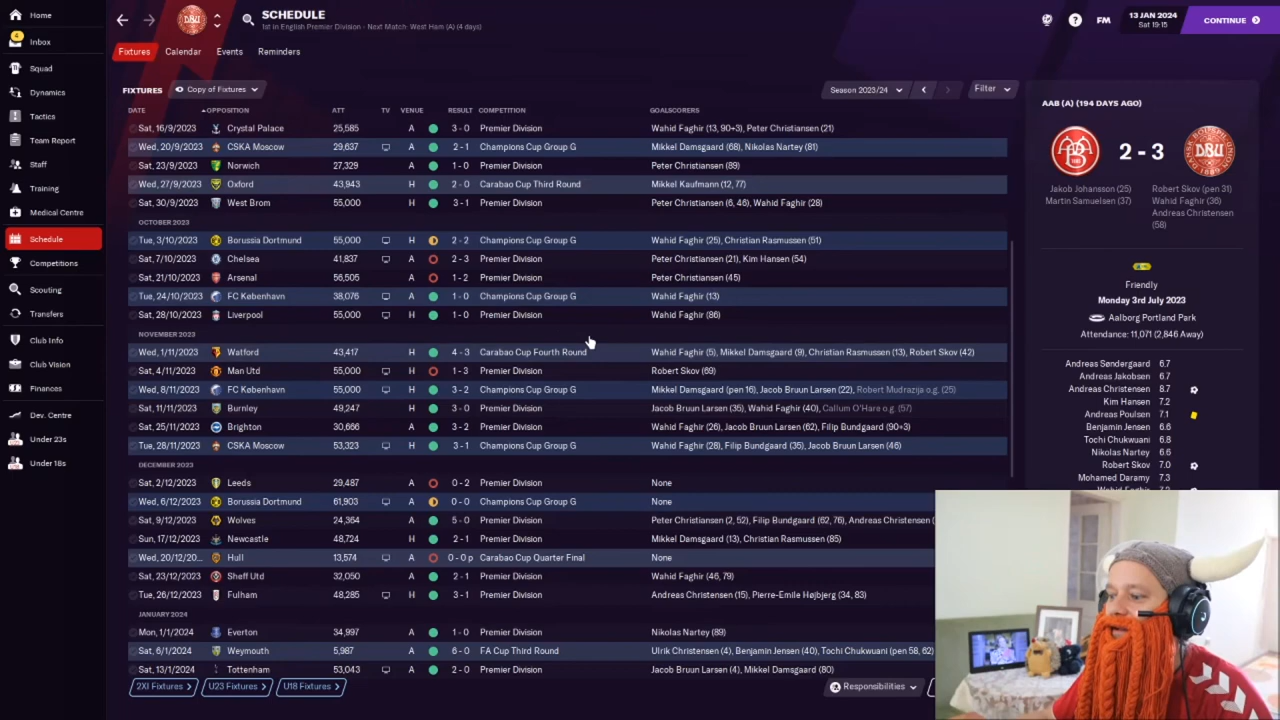 Home
SCHEDULE
1st in English Premier Division - Next Match: West Ham (A) (4 days)
FM
13 JAN 2024
Sat 19:15
CONTINUE
4
Inbox
Squad
Dynamics
Tactics
Team Report
Staff
Training
Medical Centre
Schedule
Competitions
Scouting
Transfers
Club Info
Club Vision
Finances
Dev. Centre
Under 23s
Under 18s
Fixtures Calendar Events Reminders
FIXTURES Copy of Fixtures Season 2023/24 Filter
DATE OPPOSITION ATT TV VENUE RESULT COMPETITION GOALSCORERS
Sat, 16/9/2023 Crystal Palace 25,585 A 3 - 0 Premier Division Wahid Faghir (13, 90+3), Peter Christiansen (21)
Wed, 20/9/2023 CSKA Moscow 29,637 A 2 - 1 Champions Cup Group G Mikkel Damsgaard (68), Nikolas Nartey (81)
Sat, 23/9/2023 Norwich 27,329 A 1 - 0 Premier Division Peter Christiansen (89)
Wed, 27/9/2023 Oxford 43,943 H 2 - 0 Carabao Cup Third Round Mikkel Kaufmann (12, 77)
Sat, 30/9/2023 West Brom 55,000 H 3 - 1 Premier Division Peter Christiansen (6, 46), Wahid Faghir (28)
OCTOBER 2023
Tue, 3/10/2023 Borussia Dortmund 55,000 H 2 - 2 Champions Cup Group G Wahid Faghir (25), Christian Rasmussen (51)
Sat, 7/10/2023 Chelsea 41,837 A 2 - 3 Premier Division Peter Christiansen (21), Kim Hansen (54)
Sat, 21/10/2023 Arsenal 56,505 A 1 - 2 Premier Division Peter Christiansen (45)
Tue, 24/10/2023 FC København 38,076 A 1 - 0 Champions Cup Group G Wahid Faghir (13)
Sat, 28/10/2023 Liverpool 55,000 H 1 - 0 Premier Division Wahid Faghir (86)
NOVEMBER 2023
Wed, 1/11/2023 Watford 43,417 H 4 - 3 Carabao Cup Fourth Round Wahid Faghir (5), Mikkel Damsgaard (9), Christian Rasmussen (13), Robert Skov (42)
Sat, 4/11/2023 Man Utd 55,000 H 1 - 3 Premier Division Robert Skov (69)
Wed, 8/11/2023 FC København 55,000 H 3 - 2 Champions Cup Group G Mikkel Damsgaard (pen 16), Jacob Bruun Larsen (22), Robert Mudrazija o.g. (25)
Sat, 11/11/2023 Burnley 49,247 H 3 - 0 Premier Division Jacob Bruun Larsen (35), Wahid Faghir (40), Callum O'Hare o.g. (57)
Sat, 25/11/2023 Brighton 30,666 A 3 - 2 Premier Division Wahid Faghir (26), Jacob Bruun Larsen (62), Filip Bundgaard (90+3)
Tue, 28/11/2023 CSKA Moscow 53,323 H 3 - 1 Champions Cup Group G Wahid Faghir (28), Filip Bundgaard (35), Jacob Bruun Larsen (46)
DECEMBER 2023
Sat, 2/12/2023 Leeds 29,487 A 0 - 2 Premier Division None
Wed, 6/12/2023 Borussia Dortmund 61,903 A 0 - 0 Champions Cup Group G None
Sat, 9/12/2023 Wolves 24,364 A 5 - 0 Premier Division Peter Christiansen (2, 52), Filip Bundgaard (62, 76), Andreas Christensen (
Sun, 17/12/2023 Newcastle 48,724 H 2 - 1 Premier Division Mikkel Damsgaard (13), Christian Rasmussen (85)
Wed, 20/12/20... Hull 13,574 A 0 - 0 p Carabao Cup Quarter Final None
Sat, 23/12/2023 Sheff Utd 32,050 A 2 - 1 Premier Division Wahid Faghir (46, 79)
Tue, 26/12/2023 Fulham 48,285 H 3 - 1 Premier Division Andreas Christensen (15), Pierre-Emile Højbjerg (34, 83)
JANUARY 2024
Mon, 1/1/2024 Everton 34,997 A 1 - 0 Premier Division Nikolas Nartey (89)
Sat, 6/1/2024 Weymouth 5,987 A 6 - 0 FA Cup Third Round Ulrik Christensen (4), Benjamin Jensen (40), Tochi Chukwuani (pen 58, 62)
Sat, 13/1/2024 Tottenham 53,043 A 2 - 0 Premier Division Jacob Bruun Larsen (4), Mikkel Damsgaard (80)
2XI Fixtures U23 Fixtures U18 Fixtures Responsibilities
AAB (A) (194 DAYS AGO)
2 - 3
Jakob Johansson (25)
Martin Samuelsen (37)
Robert Skov (pen 31)
Wahid Faghir (36)
Andreas Christensen
(58)
Friendly
Monday 3rd July 2023
Aalborg Portland Park
Attendance: 11,071 (2,846 Away)
Andreas Søndergaard 6.7
Andreas Jakobsen 6.7
Andreas Christensen 8.7
Kim Hansen 7.2
Andreas Poulsen 7.1
Benjamin Jensen 6.6
Tochi Chukwuani 6.8
Nikolas Nartey 6.6
Robert Skov 7.0
Mohamed Daramy 7.3